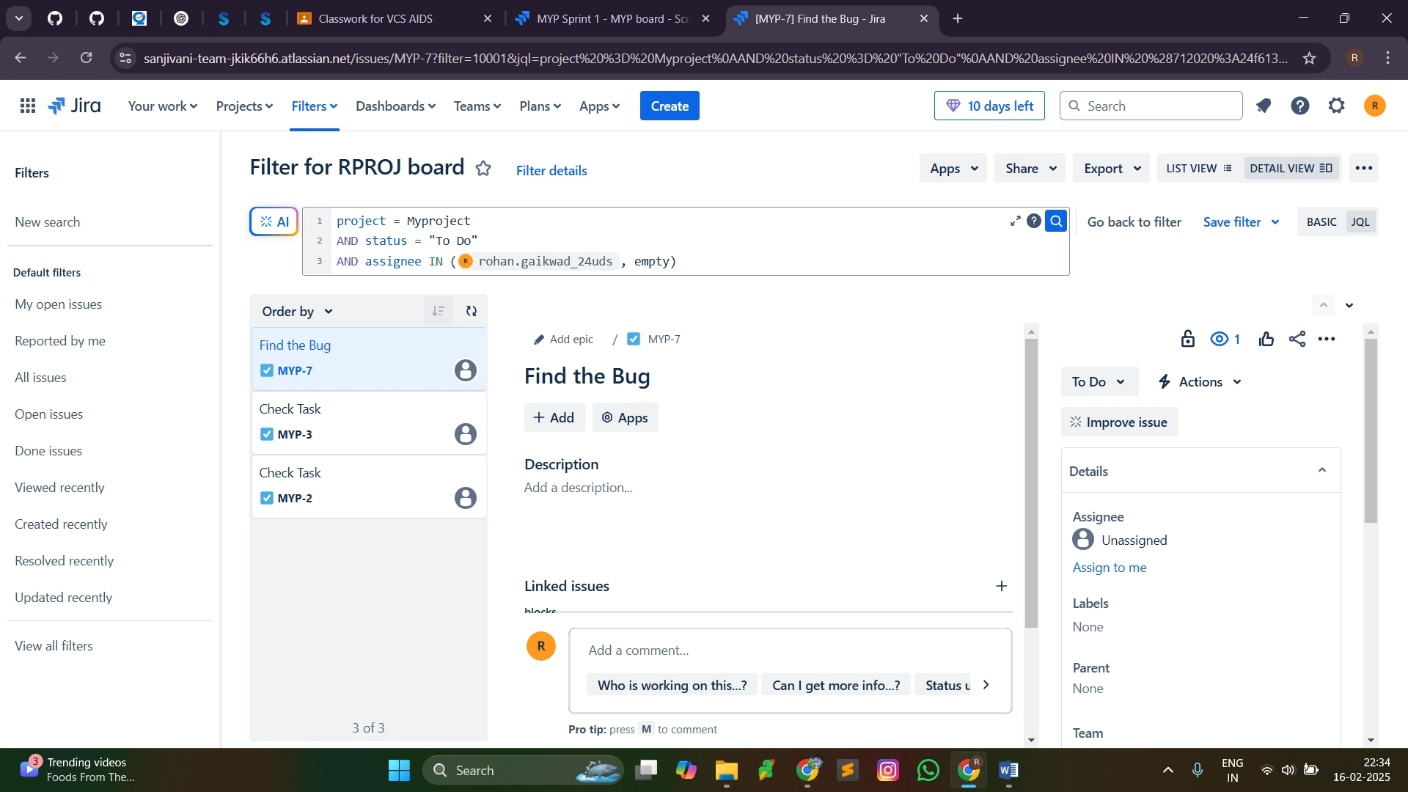 Classwork for VCS AIDS
MYP Sprint 1 - MYP board - Scr
[MYP-7] Find the Bug - Jira
sanjivani-team-jkik66h6.atlassian.net/issues/MYP-7?filter=10001&jql=project%20%3D%20Myproject%0AAND%20status%20%3D%20"To%20Do"%0AAND%20assignee%20IN%20%28712020%3A24f613...
R
Jira
Your work
Projects
Filters
Dashboards
Teams
Plans
Apps
Create
10 days left
Search
R
Filters
New search
Default filters
My open issues
Reported by me
All issues
Open issues
Done issues
Viewed recently
Created recently
Resolved recently
Updated recently
View all filters
Filter for RPROJ board
Filter details
Apps
Share
Export
LIST VIEW
DETAIL VIEW
AI
1 project = Myproject
2 AND status = "To Do"
3 AND assignee IN (R rohan.gaikwad_24uds , empty)
Go back to filter
Save filter
BASIC
JQL
Order by
Find the Bug
MYP-7
Check Task
MYP-3
Check Task
MYP-2
3 of 3
Add epic / MYP-7
Find the Bug
+ Add
Apps
Description
Add a description...
Linked issues
blocks
R
Add a comment...
Who is working on this...?
Can I get more info...?
Status u
Pro tip: press M to comment
1
To Do
Actions
Improve issue
Details
Assignee
Unassigned
Assign to me
Labels
None
Parent
None
Team
3
Trending videos
Foods From The...
Search
ENG
IN
22:34
16-02-2025